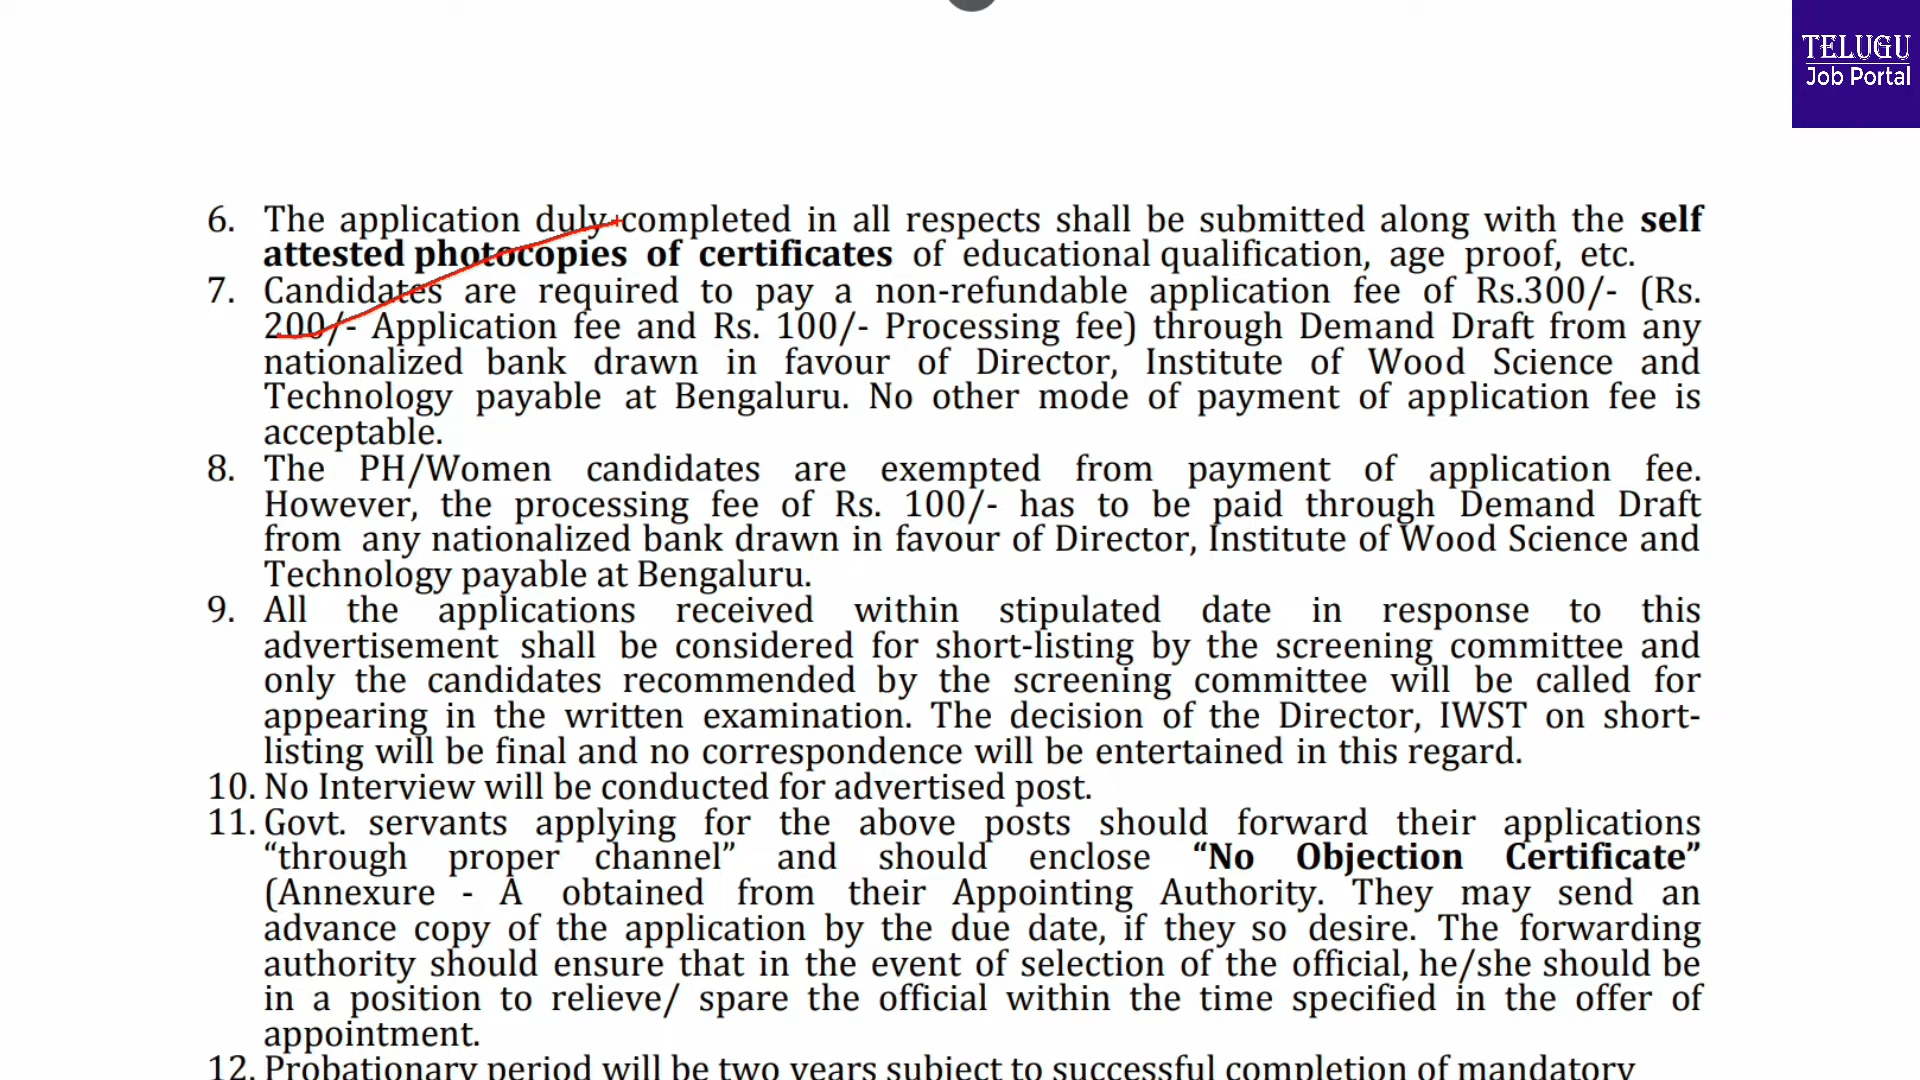 TELUGU
Job Portal
6. The application duly completed in all respects shall be submitted along with the self
attested photocopies of certificates of educational qualification, age proof, etc.
7. Candidates are required to pay a non-refundable application fee of Rs.300/- (Rs.
200/- Application fee and Rs. 100/- Processing fee) through Demand Draft from any
nationalized bank drawn in favour of Director, Institute of Wood Science and
Technology payable at Bengaluru. No other mode of payment of application fee is
acceptable.
8. The PH/Women candidates are exempted from payment of application fee.
However, the processing fee of Rs. 100/- has to be paid through Demand Draft
from any nationalized bank drawn in favour of Director, Institute of Wood Science and
Technology payable at Bengaluru.
9. All the applications received within stipulated date in response to this
advertisement shall be considered for short-listing by the screening committee and
only the candidates recommended by the screening committee will be called for
appearing in the written examination. The decision of the Director, IWST on short-
listing will be final and no correspondence will be entertained in this regard.
10. No Interview will be conducted for advertised post.
11. Govt. servants applying for the above posts should forward their applications
“through proper channel” and should enclose “No Objection Certificate”
(Annexure - A obtained from their Appointing Authority. They may send an
advance copy of the application by the due date, if they so desire. The forwarding
authority should ensure that in the event of selection of the official, he/she should be
in a position to relieve/ spare the official within the time specified in the offer of
appointment.
12. Probationary period will be two years subject to successful completion of mandatory